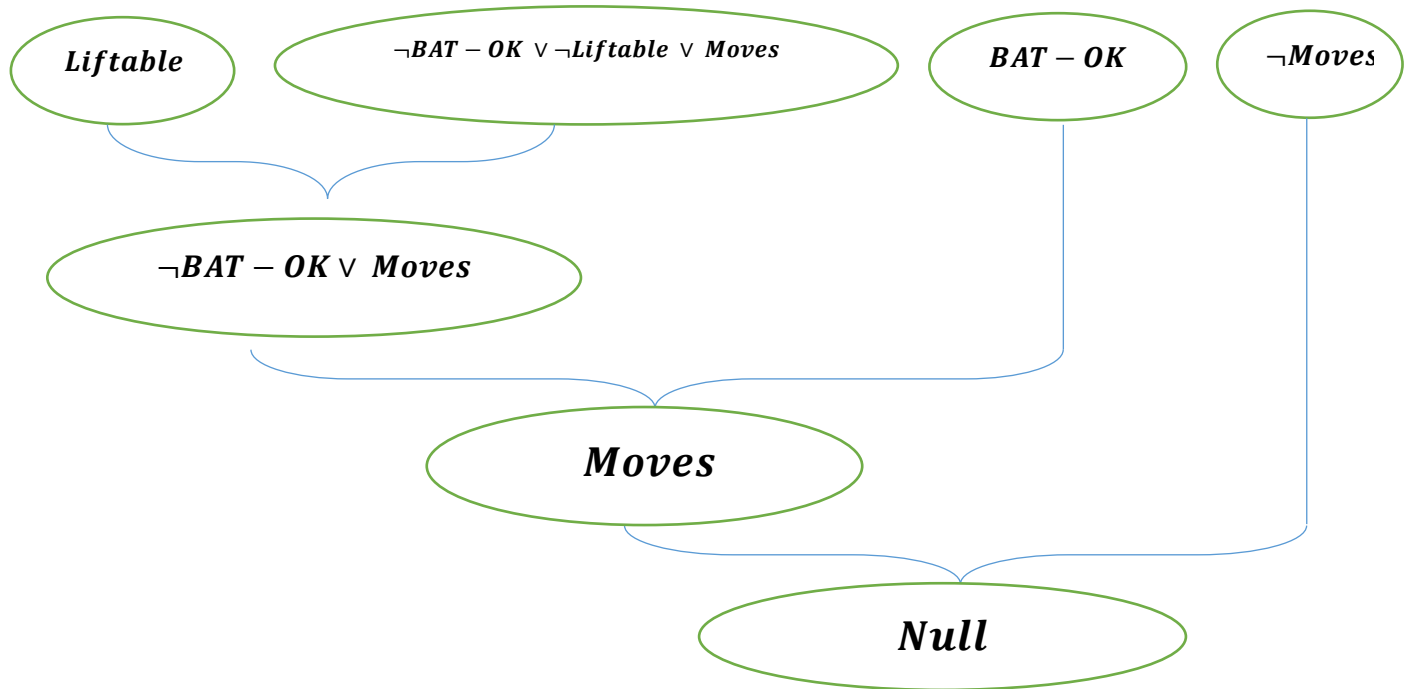 Liftable
¬BAT − OK ∨ ¬Liftable ∨ Moves
BAT − OK
¬Moves
¬BAT − OK ∨ Moves
Moves
Null